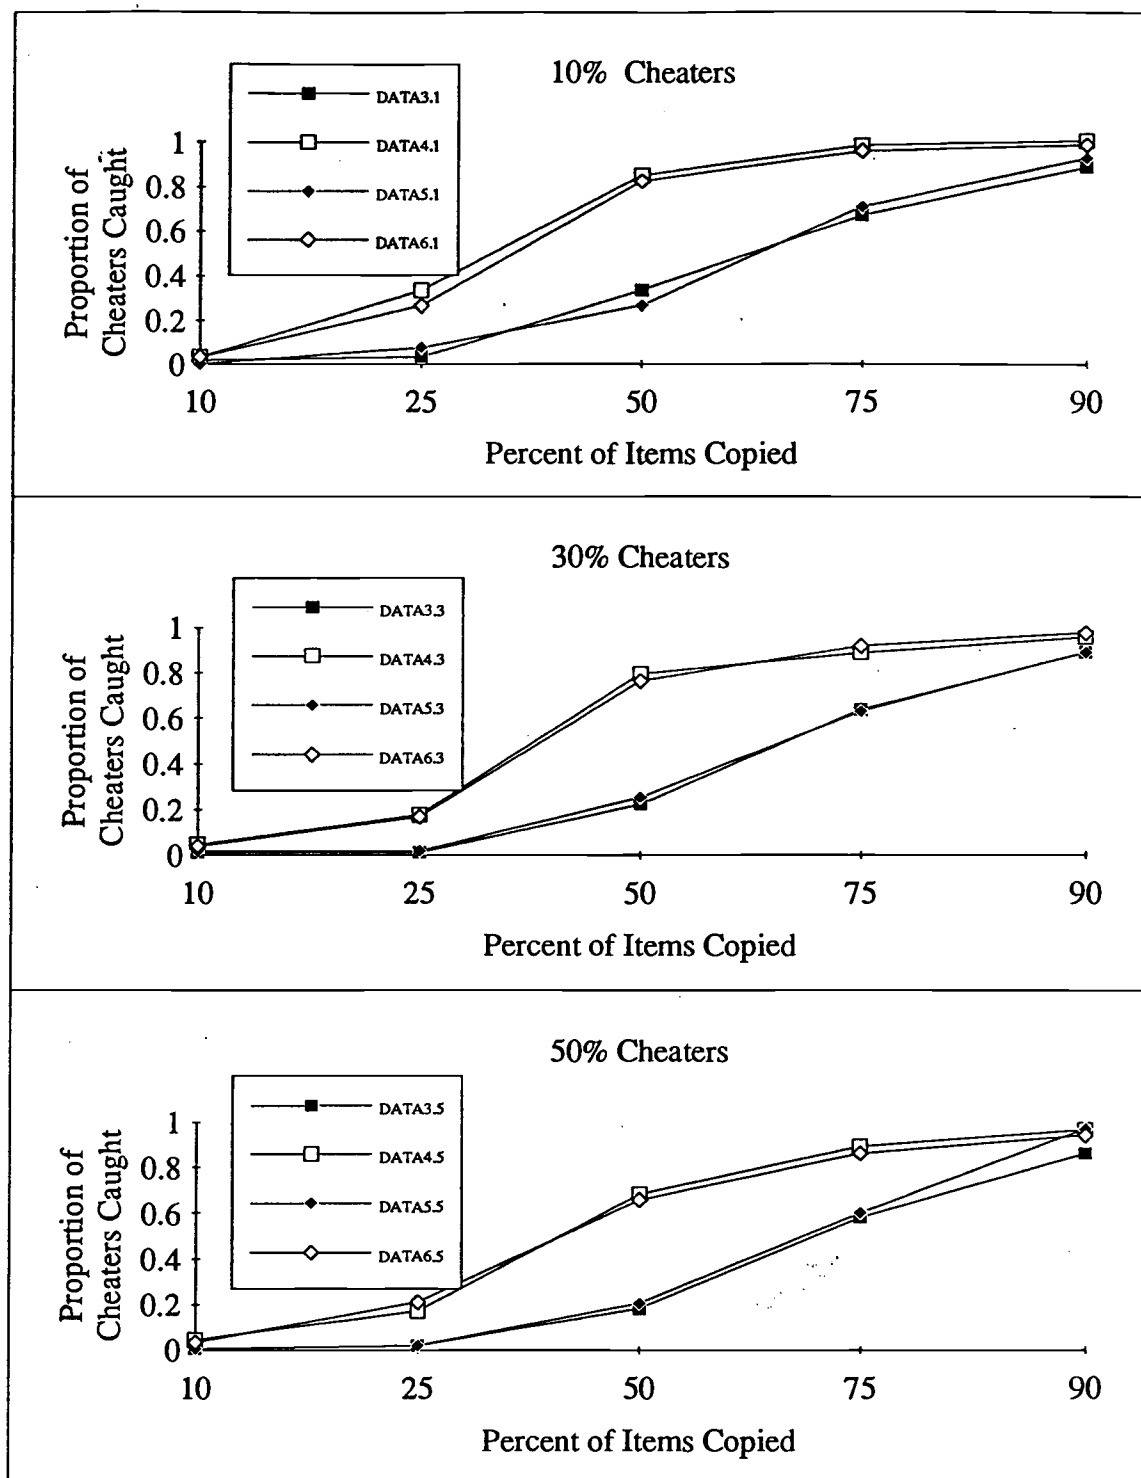 10% Cheaters
DATA3.1
DATA4.1
DATA5.1
DATA6.1
Proportion of
Cheaters Caught
1
0.8
0.6
0.4
0.2
0
10 25 50 75 90
Percent of Items Copied
30% Cheaters
DATA3.3
DATA4.3
DATA5.3
DATA6.3
Proportion of
Cheaters Caught
1
0.8
0.6
0.4
0.2
0
10 25 50 75 90
Percent of Items Copied
50% Cheaters
DATA3.5
DATA4.5
DATA5.5
DATA6.5
Proportion of
Cheaters Caught
1
0.8
0.6
0.4
0.2
0
10 25 50 75 90
Percent of Items Copied